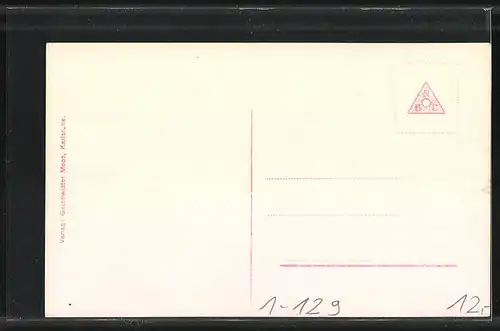 Verlag: Geschwister Moos, Karlsruhe.
N
B C
1-129
12,-